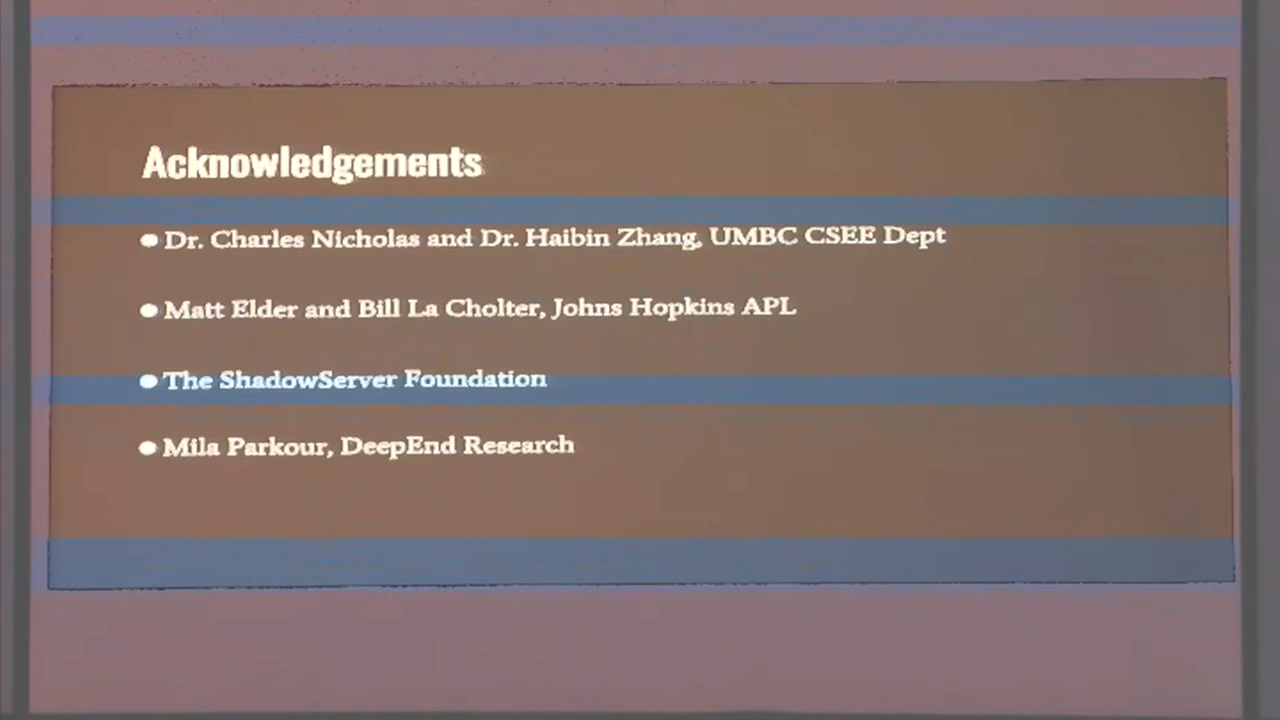 Acknowledgements
● Dr. Charles Nicholas and Dr. Haibin Zhang, UMBC CSEE Dept
● Matt Elder and Bill La Cholter, Johns Hopkins APL
● The ShadowServer Foundation
● Mila Parkour, DeepEnd Research